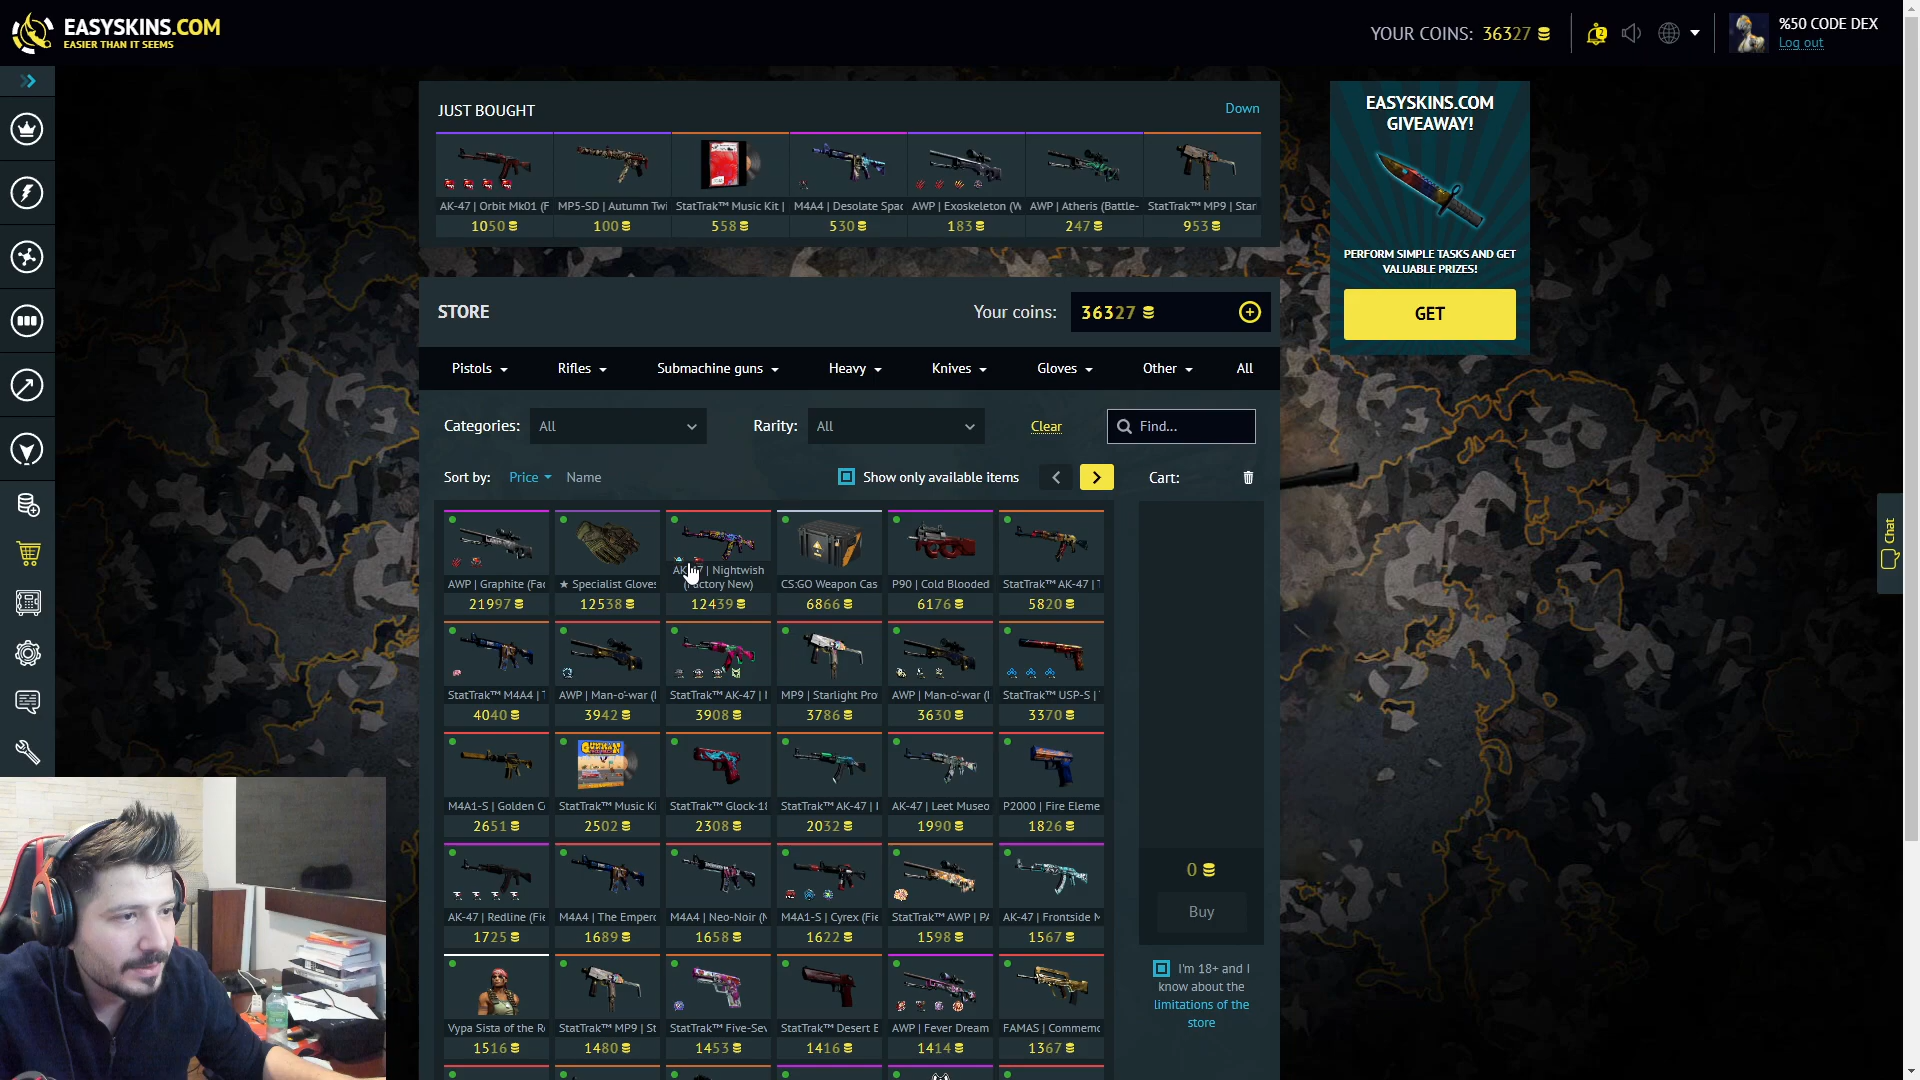 EASYSKINS.COM
EASIER THAN IT SEEMS
YOUR COINS: 36327
2
%50 CODE DEX
Log out
JUST BOUGHT
Down
AK-47 | Orbit Mk01 (F
MP5-SD | Autumn Twi
StatTrak™ Music Kit |
M4A4 | Desolate Spac
AWP | Exoskeleton (W
AWP | Atheris (Battle-
StatTrak™ MP9 | Star
1050
100
558
530
183
247
953
EASYSKINS.COM
GIVEAWAY!
PERFORM SIMPLE TASKS AND GET
VALUABLE PRIZES!
GET
STORE
Your coins:
36327
Pistols
Rifles
Submachine guns
Heavy
Knives
Gloves
Other
All
Categories:
All
Rarity:
All
Clear
Find...
Sort by:
Price
Name
Show only available items
Cart:
AWP | Graphite (Fac
★ Specialist Gloves
AK-47 | Nightwish
(Factory New)
CS:GO Weapon Cas
P90 | Cold Blooded
StatTrak™ AK-47 | T
21997
12538
12439
6866
6176
5820
StatTrak™ M4A4 | T
AWP | Man-o'-war (I
StatTrak™ AK-47 | I
MP9 | Starlight Pro
AWP | Man-o'-war (I
StatTrak™ USP-S | T
4040
3942
3908
3786
3630
3370
M4A1-S | Golden C
GUNMAN
StatTrak™ Music Ki
StatTrak™ Glock-18
StatTrak™ AK-47 | I
AK-47 | Leet Museo
P2000 | Fire Eleme
2651
2502
2308
2032
1990
1826
AK-47 | Redline (Fie
M4A4 | The Empero
M4A4 | Neo-Noir (M
M4A1-S | Cyrex (Fie
StatTrak™ AWP | PA
AK-47 | Frontside M
1725
1689
1658
1622
1598
1567
Vypa Sista of the Re
StatTrak™ MP9 | St
StatTrak™ Five-Sev
StatTrak™ Desert E
AWP | Fever Dream
FAMAS | Commemo
1516
1480
1453
1416
1414
1367
0
Buy
I'm 18+ and I
know about the
limitations of the
store
Chat